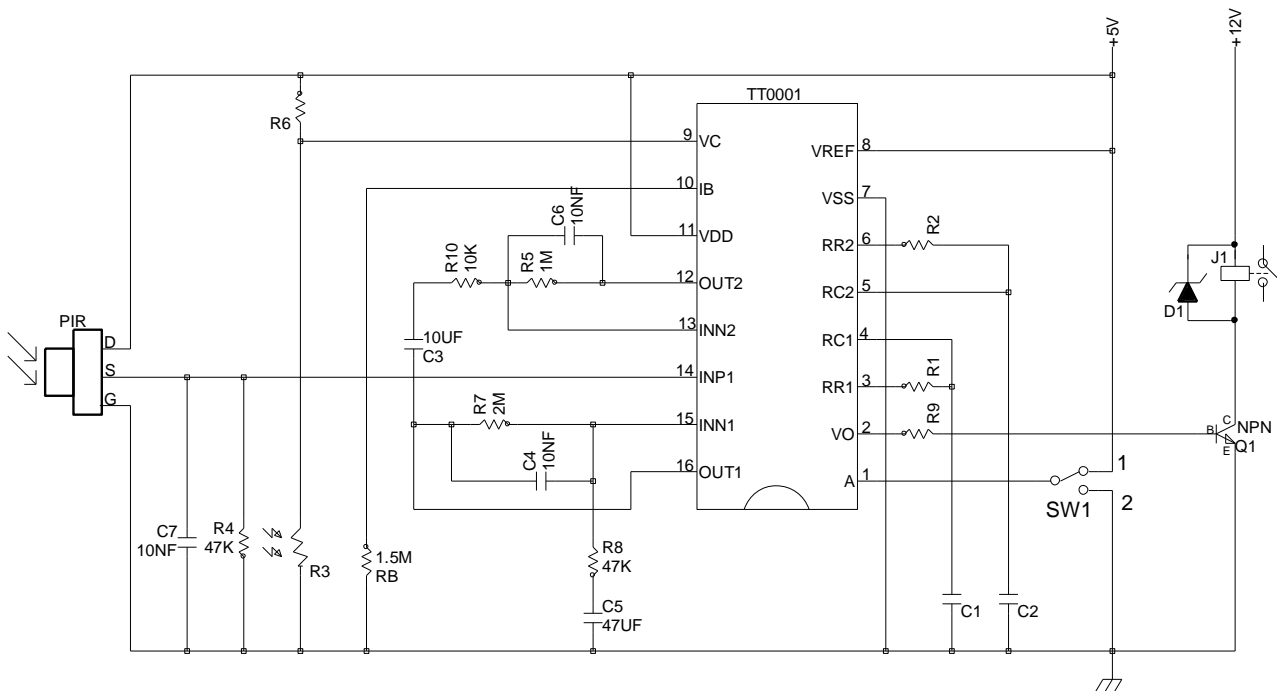 +5V
+12V
TT0001
R6
9 VC
10 IB
11 VDD
12 OUT2
13 INN2
14 INP1
15 INN1
16 OUT1
VREF 8
VSS 7
RR2 6
RC2 5
RC1 4
RR1 3
VO 2
A 1
R2
R1
R9
C6
10NF
R10
10K
R5
1M
10UF
C3
R7
2M
C4
10NF
PIR
D
S
G
J1
D1
B
C
E
NPN
Q1
1
2
SW1
C7
10NF
R4
47K
R3
1.5M
RB
R8
47K
C5
47UF
C1
C2